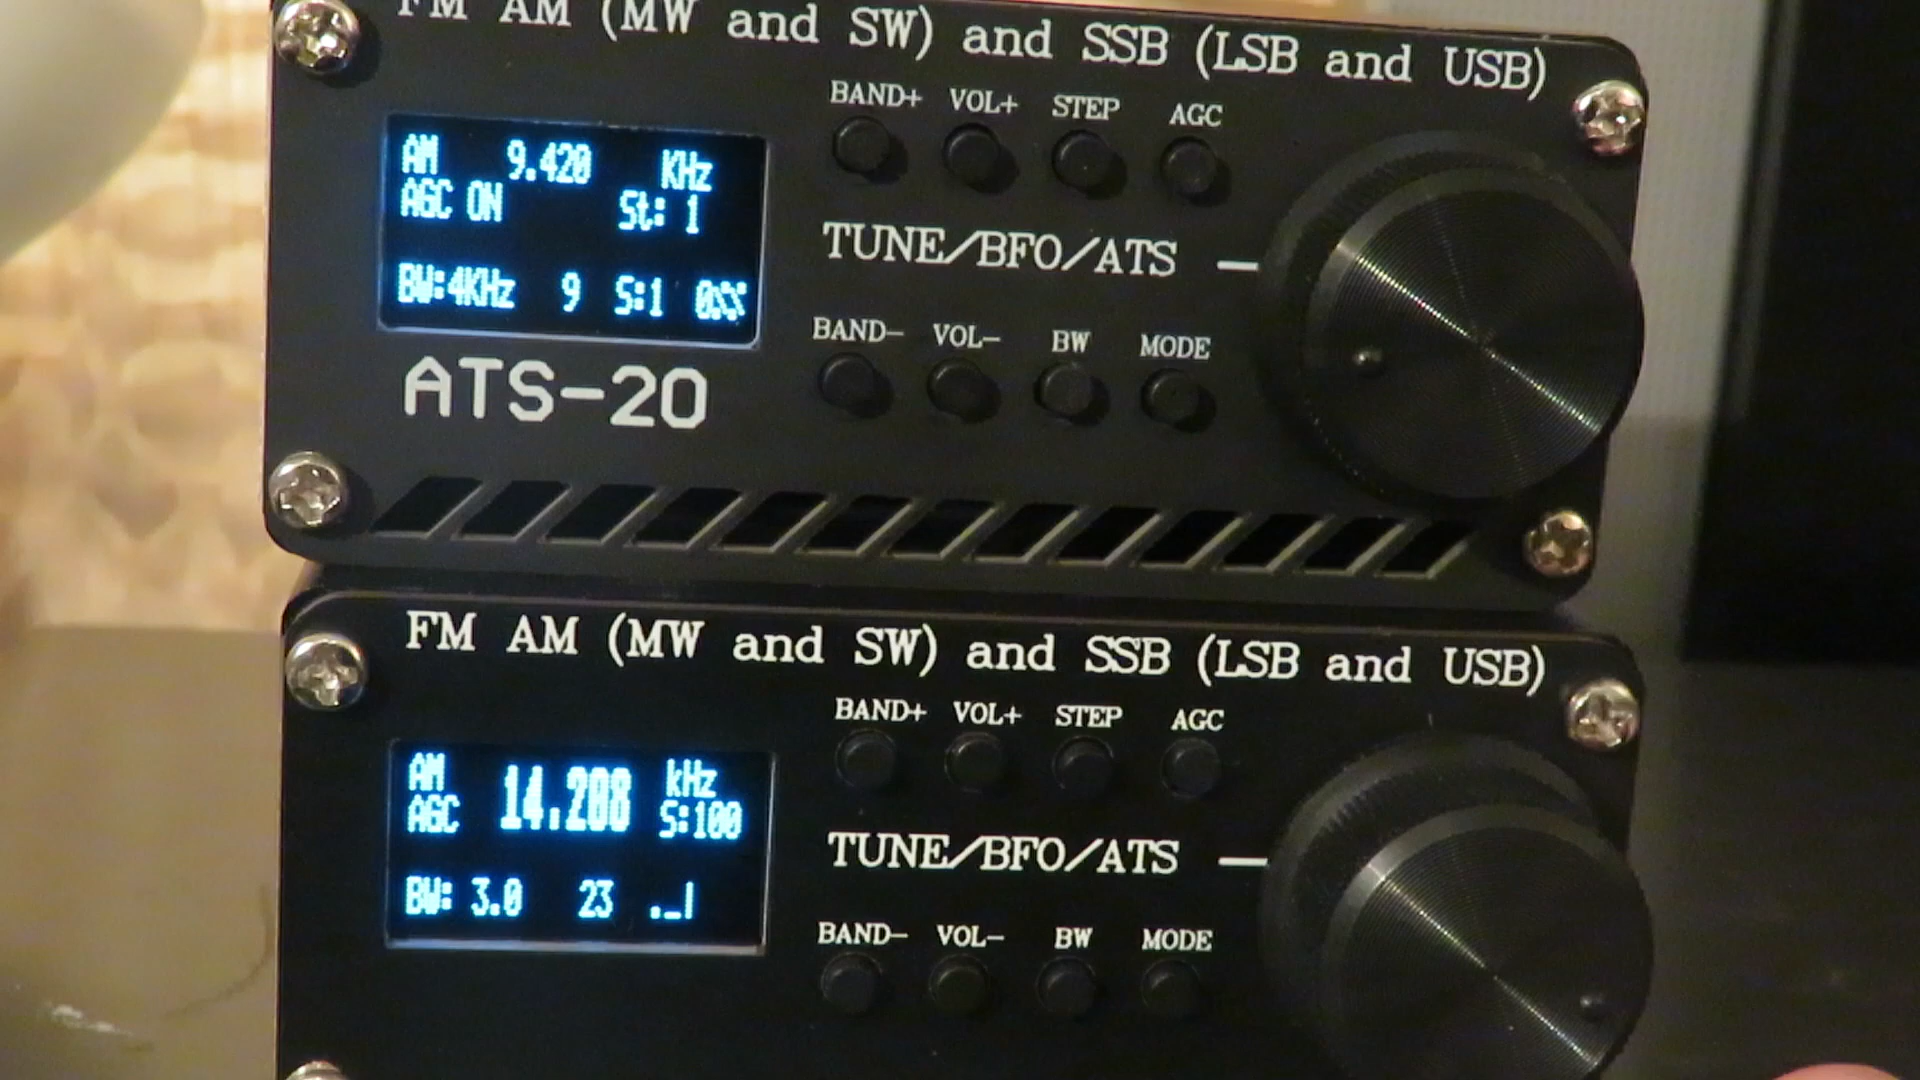 FM AM (MW and SW) and SSB (LSB and USB)
BAND+ VOL+ STEP AGC
AM 9.420 KHz
AGC ON St: 1
TUNE/BFO/ATS
BW:4KHz 9 S:1
BAND- VOL- BW MODE
ATS-20
FM AM (MW and SW) and SSB (LSB and USB)
BAND+ VOL+ STEP AGC
AM 14.208 kHz
AGC S:100
TUNE/BFO/ATS
BW: 3.0 23
BAND- VOL- BW MODE